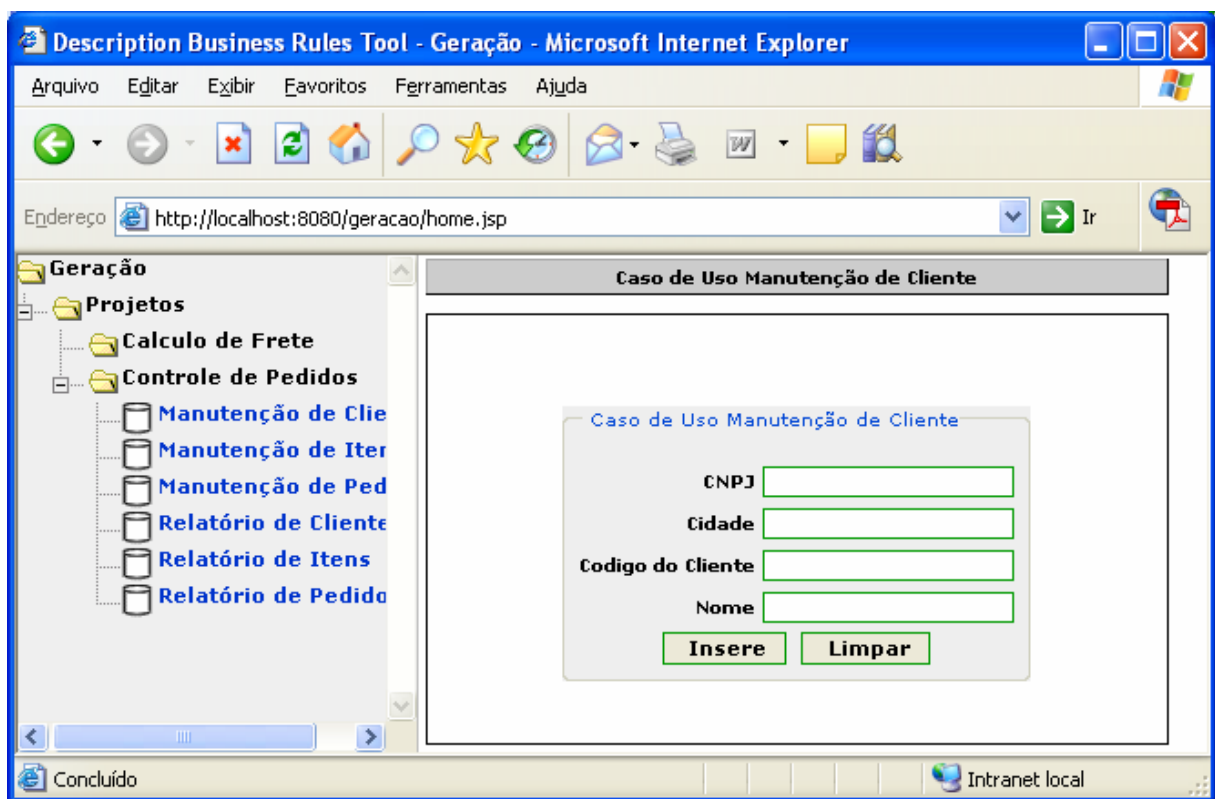 Description Business Rules Tool - Geração - Microsoft Internet Explorer
Arquivo Editar Exibir Favoritos Ferramentas Ajuda
Endereço http://localhost:8080/geracao/home.jsp Ir
Geração
Projetos
Calculo de Frete
Controle de Pedidos
Manutenção de Clie
Manutenção de Iter
Manutenção de Ped
Relatório de Cliente
Relatório de Itens
Relatório de Pedido
Caso de Uso Manutenção de Cliente
Caso de Uso Manutenção de Cliente
CNPJ
Cidade
Codigo do Cliente
Nome
Insere Limpar
Concluído Intranet local